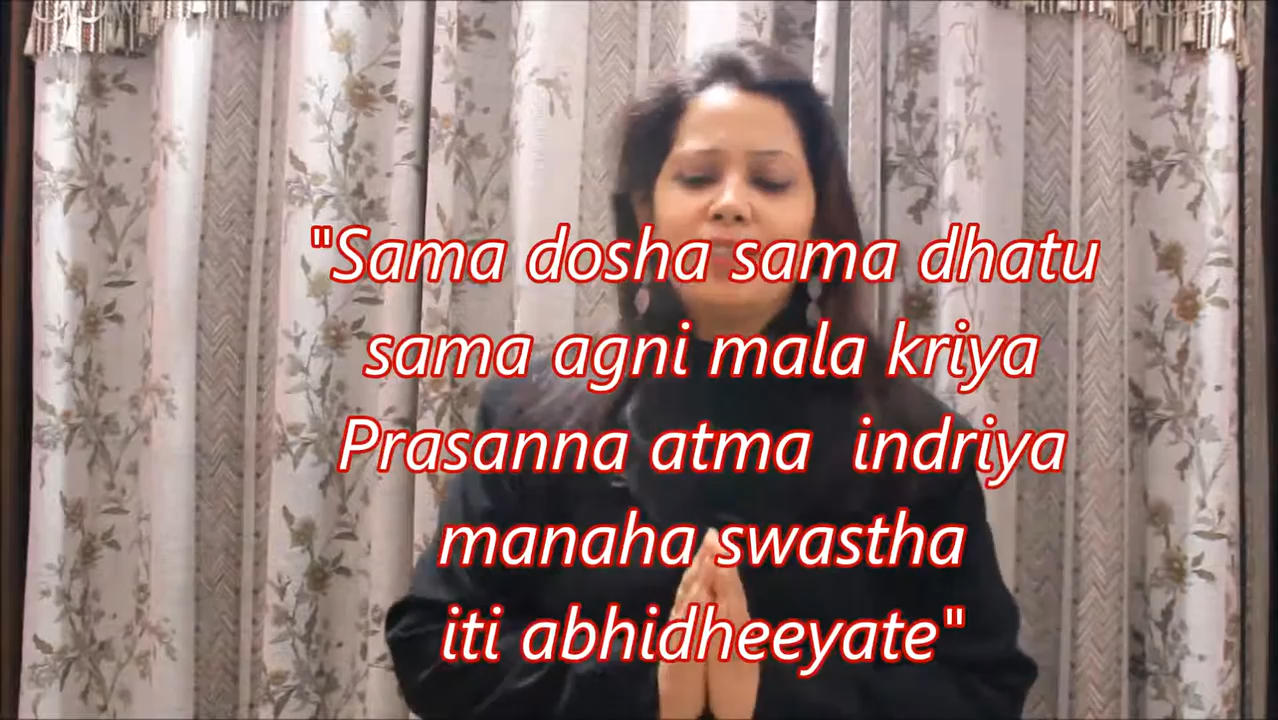 "Sama dosha sama dhatu
sama agni mala kriya
Prasanna atma  indriya
manaha swastha
iti abhidheeyate"